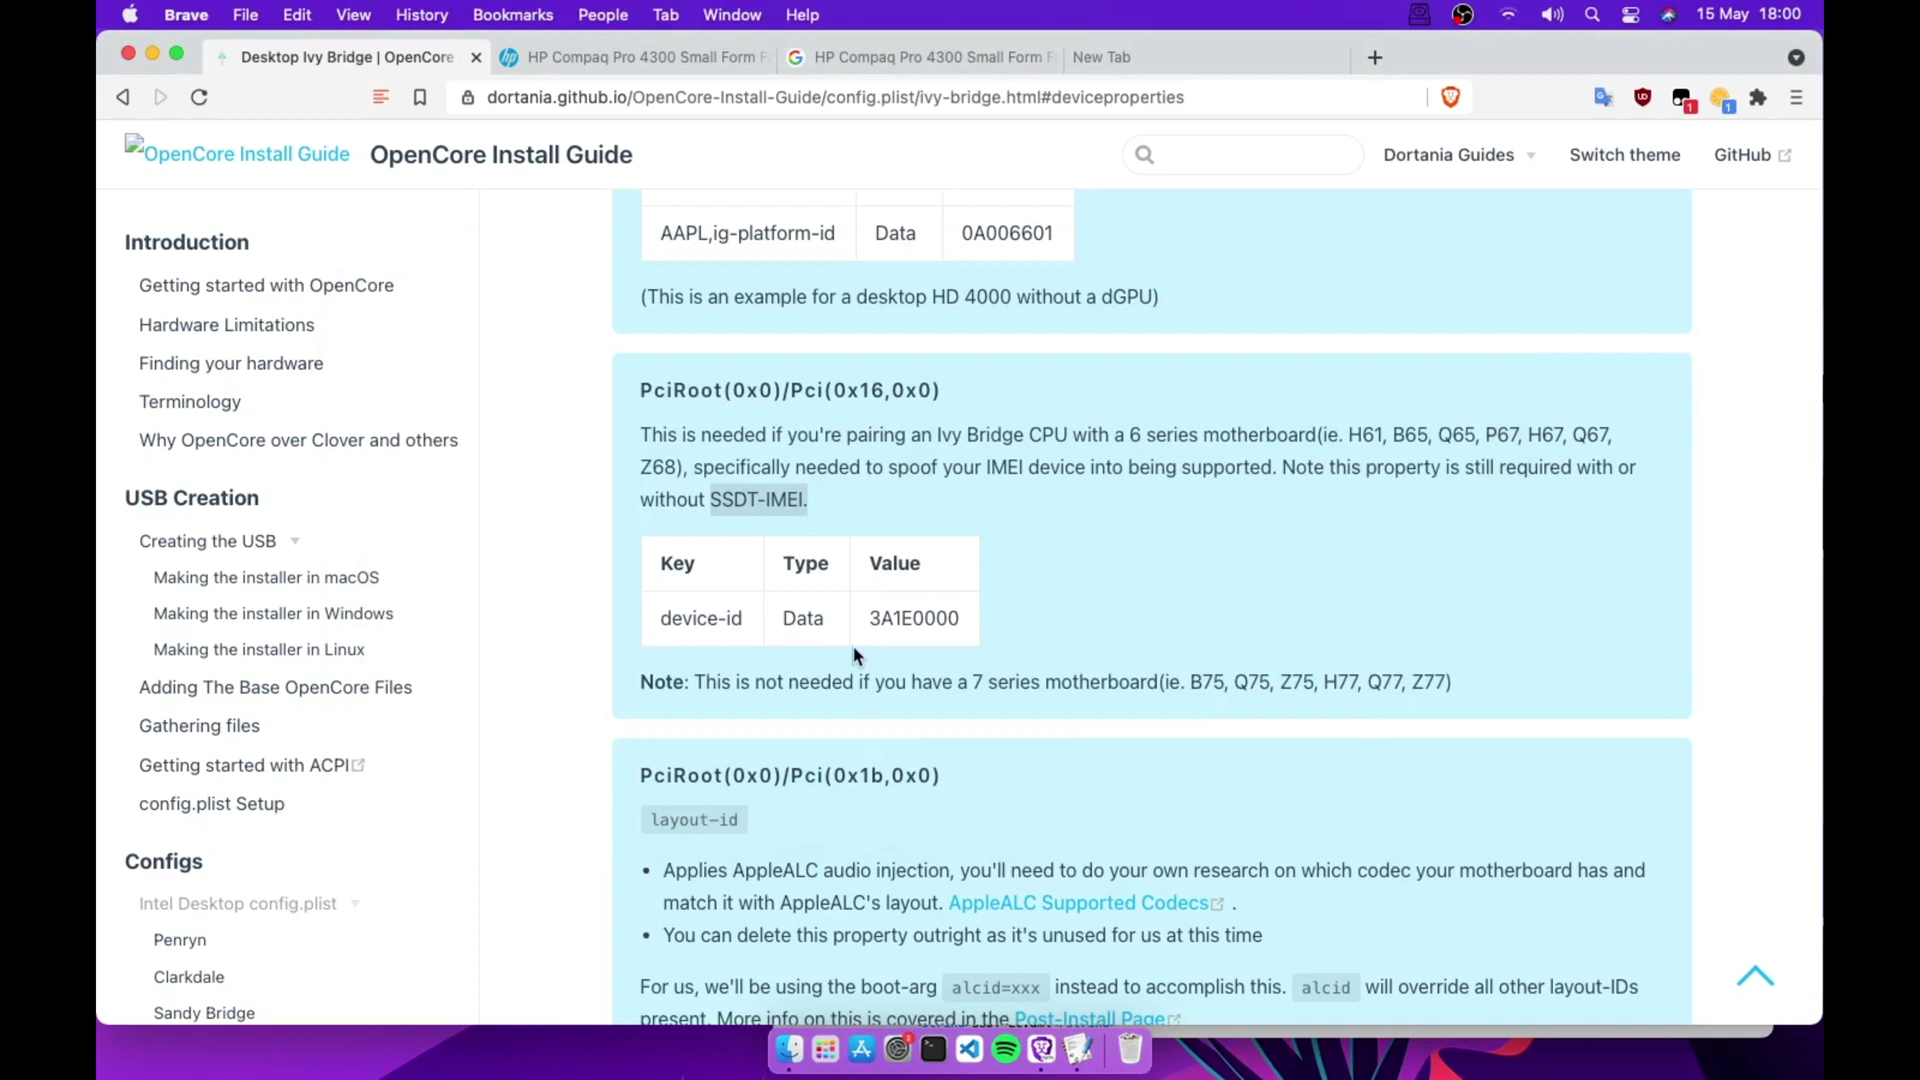 Brave File Edit View History Bookmarks People Tab Window Help 15 May 18:00
Desktop Ivy Bridge | OpenCore HP Compaq Pro 4300 Small Form F HP Compaq Pro 4300 Small Form F New Tab
dortania.github.io/OpenCore-Install-Guide/config.plist/ivy-bridge.html#deviceproperties
OpenCore Install Guide OpenCore Install Guide Dortania Guides Switch theme GitHub
Introduction
Getting started with OpenCore
Hardware Limitations
Finding your hardware
Terminology
Why OpenCore over Clover and others
USB Creation
Creating the USB
Making the installer in macOS
Making the installer in Windows
Making the installer in Linux
Adding The Base OpenCore Files
Gathering files
Getting started with ACPI
config.plist Setup
Configs
Intel Desktop config.plist
Penryn
Clarkdale
Sandy Bridge
AAPL,ig-platform-id Data 0A006601
(This is an example for a desktop HD 4000 without a dGPU)
PciRoot(0x0)/Pci(0x16,0x0)
This is needed if you're pairing an Ivy Bridge CPU with a 6 series motherboard(ie. H61, B65, Q65, P67, H67, Q67,
Z68), specifically needed to spoof your IMEI device into being supported. Note this property is still required with or
without SSDT-IMEI.
Key Type Value
device-id Data 3A1E0000
Note: This is not needed if you have a 7 series motherboard(ie. B75, Q75, Z75, H77, Q77, Z77)
PciRoot(0x0)/Pci(0x1b,0x0)
layout-id
• Applies AppleALC audio injection, you'll need to do your own research on which codec your motherboard has and
match it with AppleALC's layout. AppleALC Supported Codecs .
• You can delete this property outright as it's unused for us at this time
For us, we'll be using the boot-arg alcid=xxx instead to accomplish this. alcid will override all other layout-IDs
present. More info on this is covered in the Post-Install Page